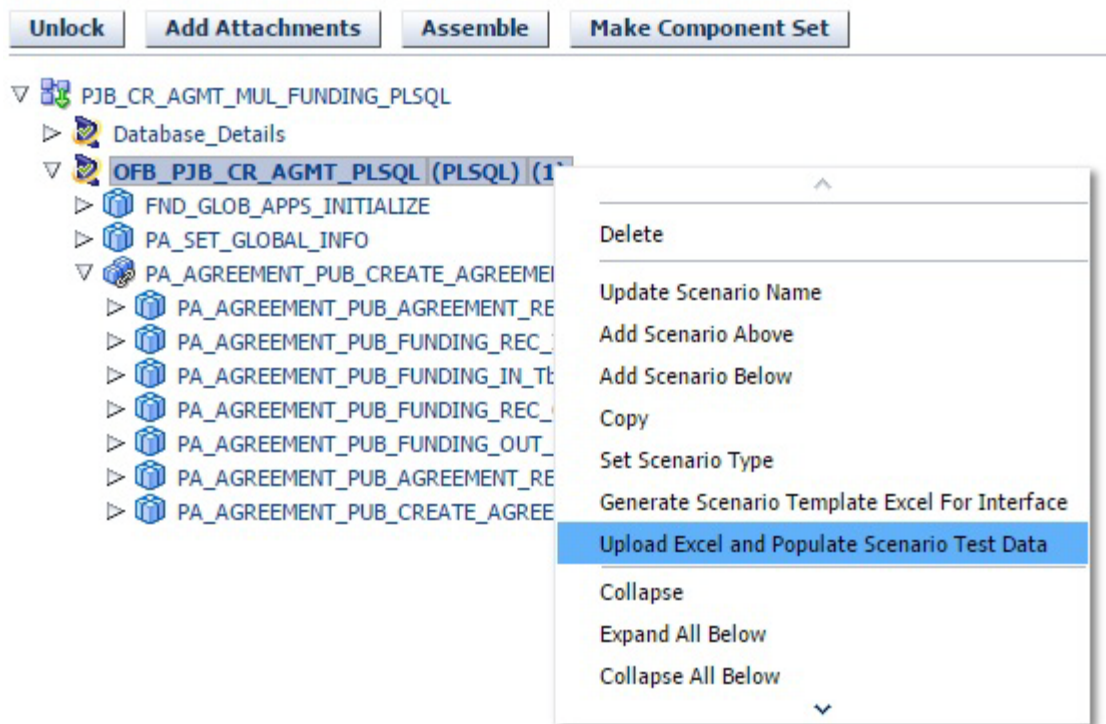 Unlock Add Attachments Assemble Make Component Set
PJB_CR_AGMT_MUL_FUNDING_PLSQL
Database_Details
OFB_PJB_CR_AGMT_PLSQL (PLSQL) (1)
FND_GLOB_APPS_INITIALIZE
PA_SET_GLOBAL_INFO
PA_AGREEMENT_PUB_CREATE_AGREEME
PA_AGREEMENT_PUB_AGREEMENT_RE
PA_AGREEMENT_PUB_FUNDING_REC_
PA_AGREEMENT_PUB_FUNDING_IN_Tb
PA_AGREEMENT_PUB_FUNDING_REC_
PA_AGREEMENT_PUB_FUNDING_OUT_
PA_AGREEMENT_PUB_AGREEMENT_RE
PA_AGREEMENT_PUB_CREATE_AGREE
Delete
Update Scenario Name
Add Scenario Above
Add Scenario Below
Copy
Set Scenario Type
Generate Scenario Template Excel For Interface
Upload Excel and Populate Scenario Test Data
Collapse
Expand All Below
Collapse All Below